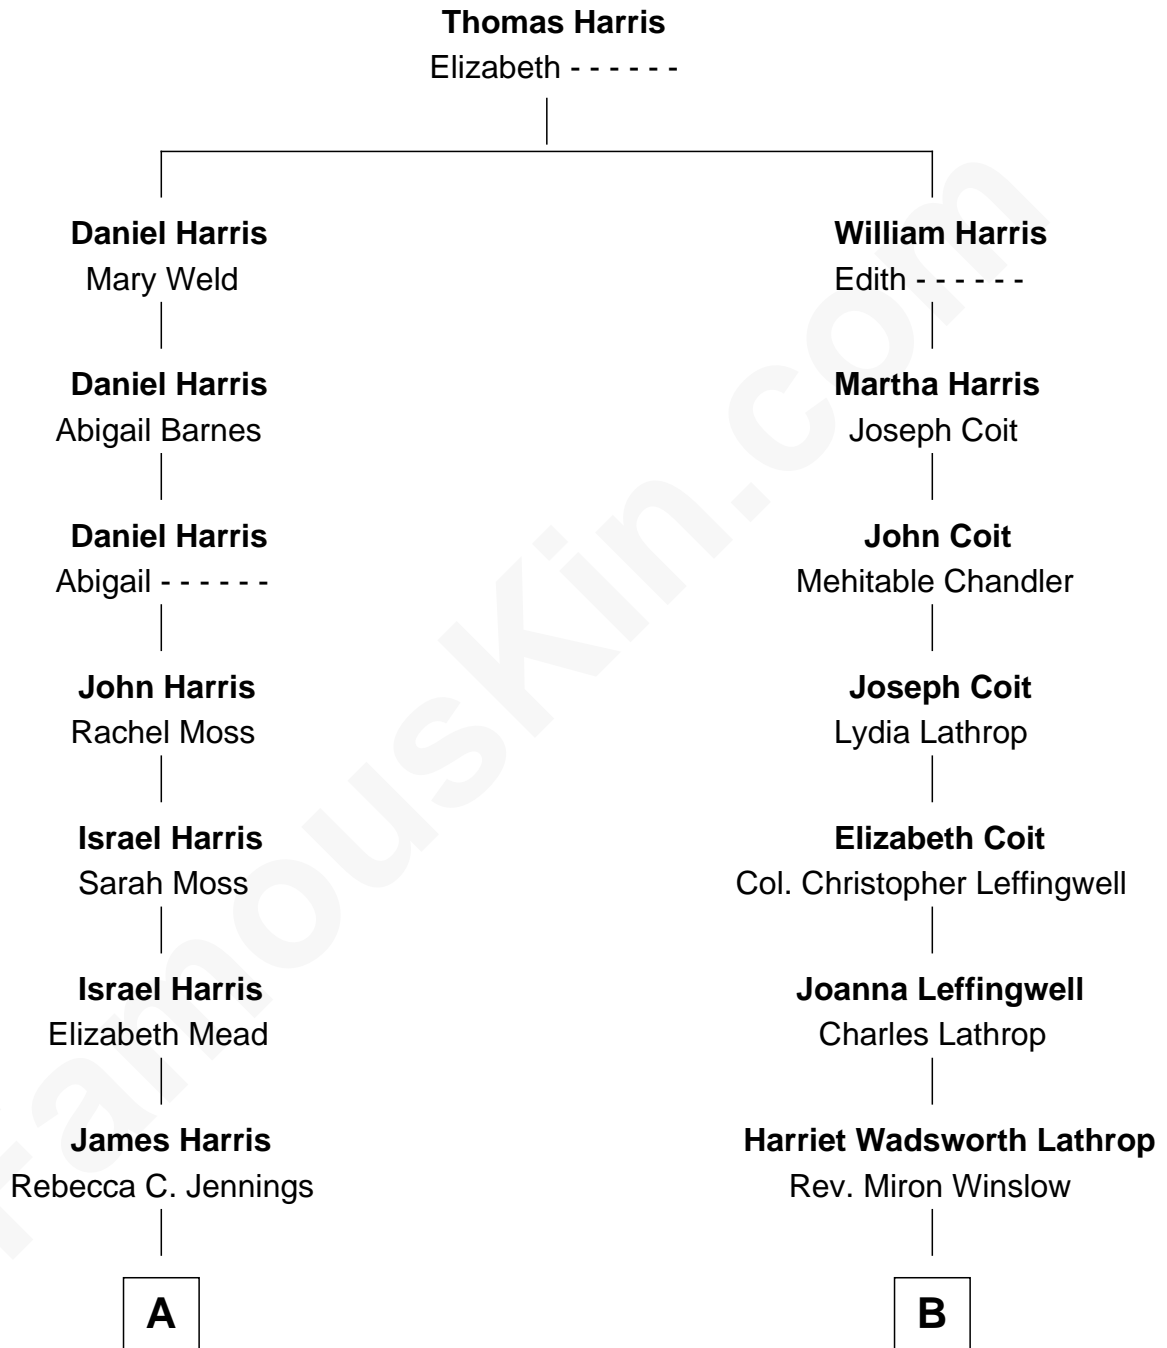 Thomas Harris
Elizabeth - - - - - -
Daniel Harris
Mary Weld
William Harris
Edith - - - - - -
Daniel Harris
Abigail Barnes
Martha Harris
Joseph Coit
Daniel Harris
Abigail - - - - - -
John Coit
Mehitable Chandler
John Harris
Rachel Moss
Joseph Coit
Lydia Lathrop
Israel Harris
Sarah Moss
Elizabeth Coit
Col. Christopher Leffingwell
Israel Harris
Elizabeth Mead
Joanna Leffingwell
Charles Lathrop
James Harris
Rebecca C. Jennings
Harriet Wadsworth Lathrop
Rev. Miron Winslow
A
B
FamousKin.com